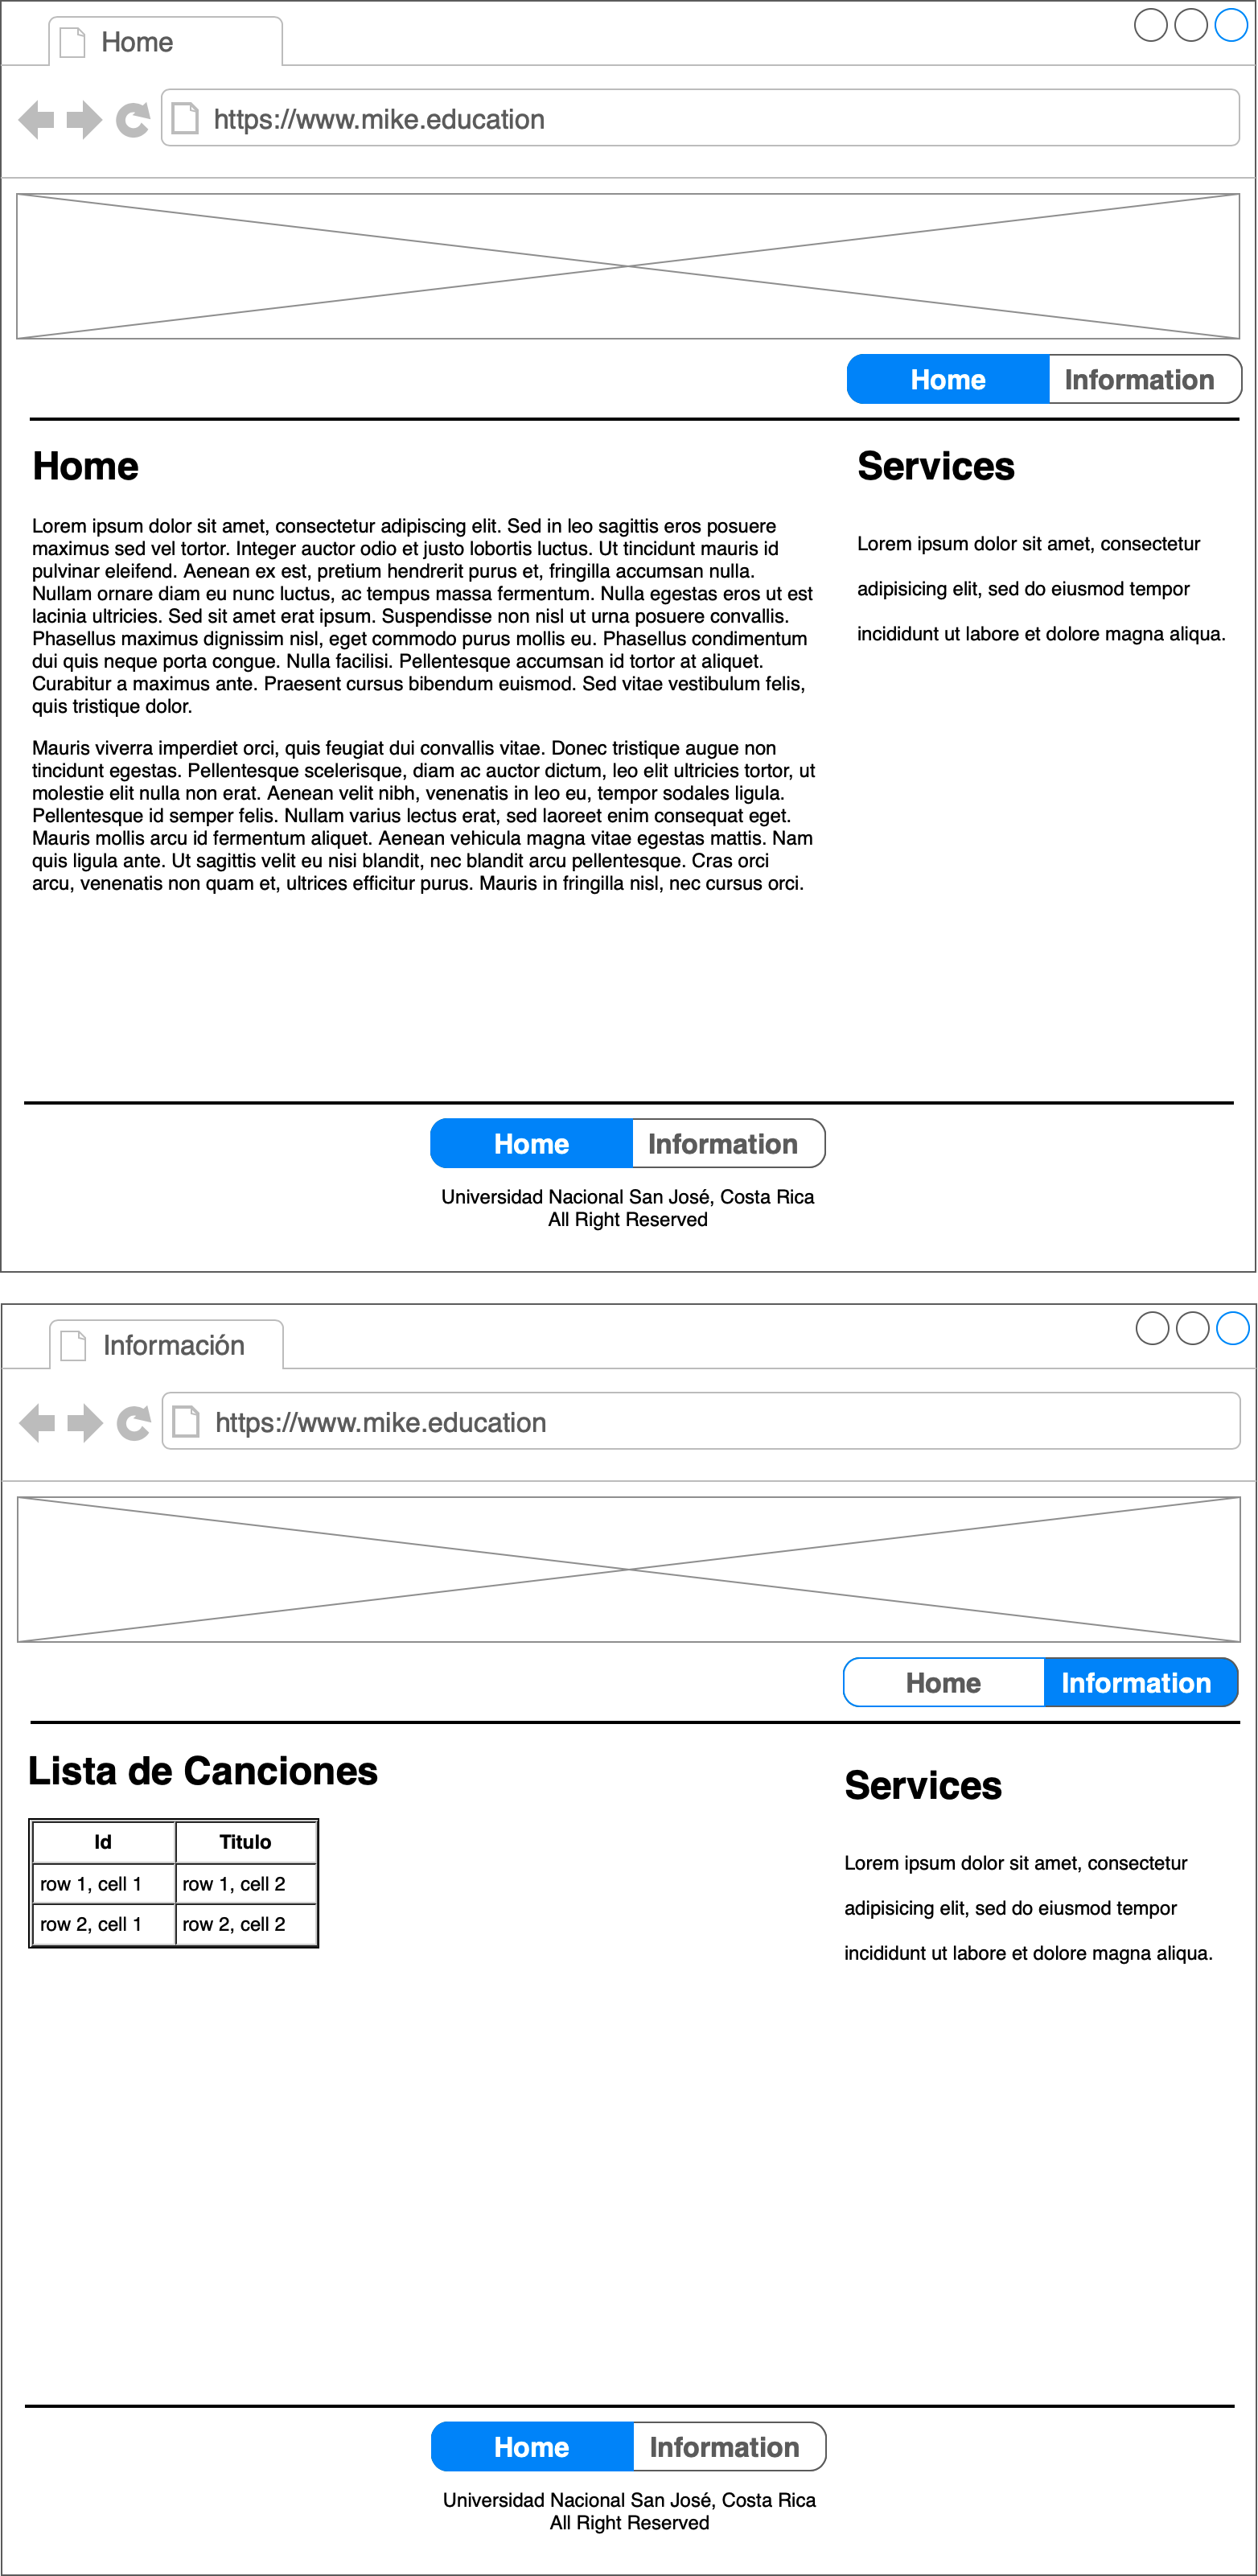 Home
https://www.mike.education
Home Information
Home
Lorem ipsum dolor sit amet, consectetur adipiscing elit. Sed in leo sagittis eros posuere
maximus sed vel tortor. Integer auctor odio et justo lobortis luctus. Ut tincidunt mauris id
pulvinar eleifend. Aenean ex est, pretium hendrerit purus et, fringilla accumsan nulla.
Nullam ornare diam eu nunc luctus, ac tempus massa fermentum. Nulla egestas eros ut est
lacinia ultricies. Sed sit amet erat ipsum. Suspendisse non nisl ut urna posuere convallis.
Phasellus maximus dignissim nisl, eget commodo purus mollis eu. Phasellus condimentum
dui quis neque porta congue. Nulla facilisi. Pellentesque accumsan id tortor at aliquet.
Curabitur a maximus ante. Praesent cursus bibendum euismod. Sed vitae vestibulum felis,
quis tristique dolor.
Mauris viverra imperdiet orci, quis feugiat dui convallis vitae. Donec tristique augue non
tincidunt egestas. Pellentesque scelerisque, diam ac auctor dictum, leo elit ultricies tortor, ut
molestie elit nulla non erat. Aenean velit nibh, venenatis in leo eu, tempor sodales ligula.
Pellentesque id semper felis. Nullam varius lectus erat, sed laoreet enim consequat eget.
Mauris mollis arcu id fermentum aliquet. Aenean vehicula magna vitae egestas mattis. Nam
quis ligula ante. Ut sagittis velit eu nisi blandit, nec blandit arcu pellentesque. Cras orci
arcu, venenatis non quam et, ultrices efficitur purus. Mauris in fringilla nisl, nec cursus orci.
Services
Lorem ipsum dolor sit amet, consectetur
adipisicing elit, sed do eiusmod tempor
incididunt ut labore et dolore magna aliqua.
Home Information
Universidad Nacional San José, Costa Rica
All Right Reserved
Información
https://www.mike.education
Home Information
Lista de Canciones
Id Titulo
row 1, cell 1 row 1, cell 2
row 2, cell 1 row 2, cell 2
Services
Lorem ipsum dolor sit amet, consectetur
adipisicing elit, sed do eiusmod tempor
incididunt ut labore et dolore magna aliqua.
Home Information
Universidad Nacional San José, Costa Rica
All Right Reserved